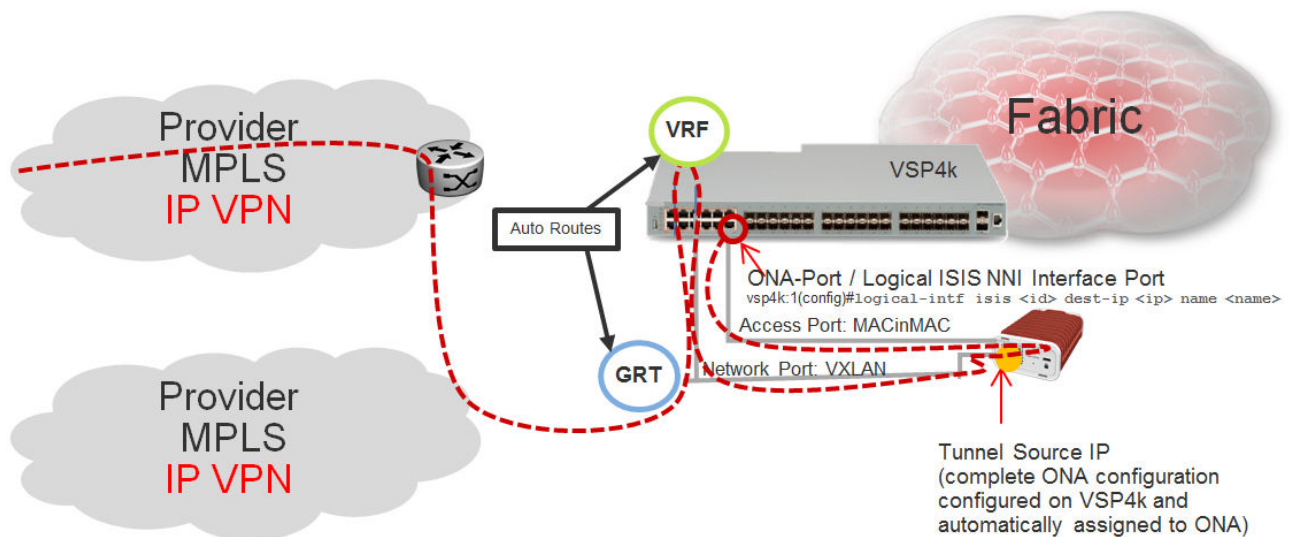 Provider
MPLS
IP VPN
VRF
VSP4k
Fabric
Auto Routes
ONA-Port / Logical ISIS NNI Interface Port
vsp4k:1(config)#logical-intf isis <id> dest-ip <ip> name <name>
Access Port: MACinMAC
GRT
Network Port: VXLAN
Provider
MPLS
IP VPN
Tunnel Source IP
(complete ONA configuration
configured on VSP4k and
automatically assigned to ONA)